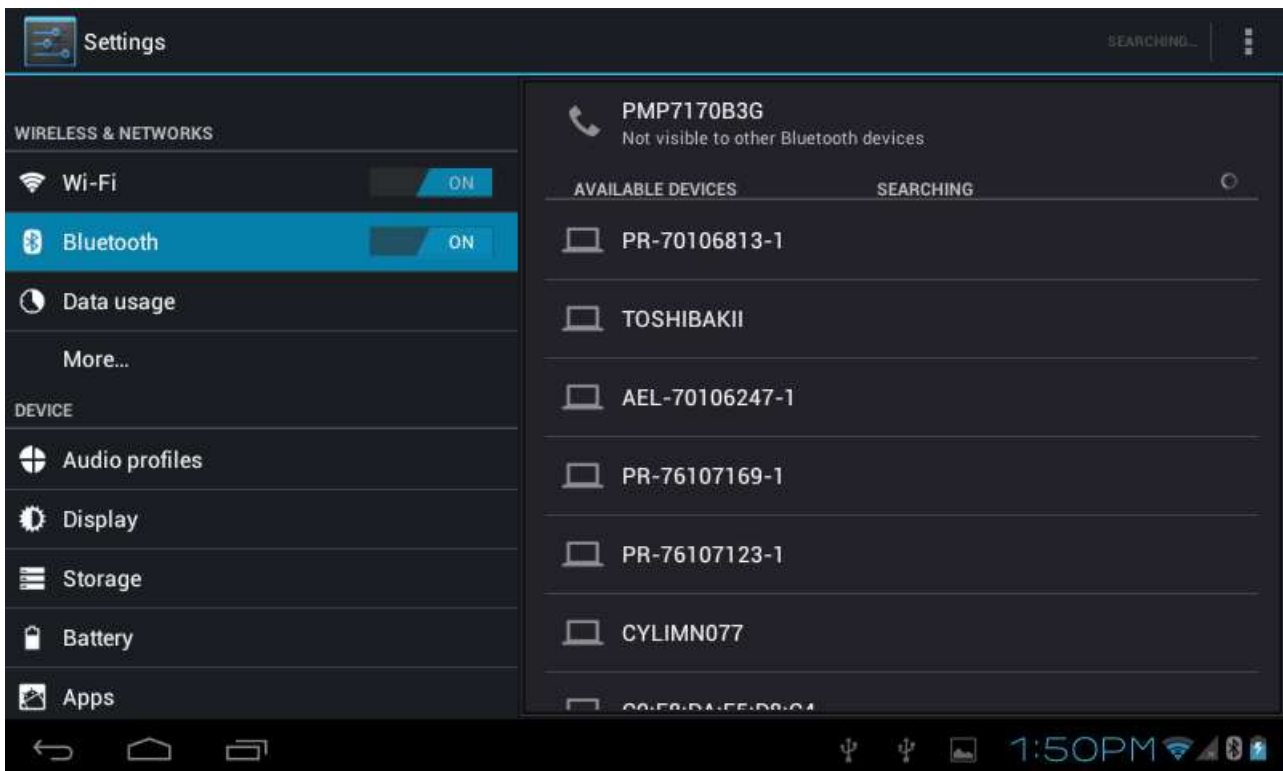 Settings
SEARCHING...
WIRELESS & NETWORKS
Wi-Fi ON
Bluetooth ON
Data usage
More...
DEVICE
Audio profiles
Display
Storage
Battery
Apps
PMP7170B3G
Not visible to other Bluetooth devices
AVAILABLE DEVICES SEARCHING
PR-70106813-1
TOSHIBAKII
AEL-70106247-1
PR-76107169-1
PR-76107123-1
CYLIMN077
1:50PM